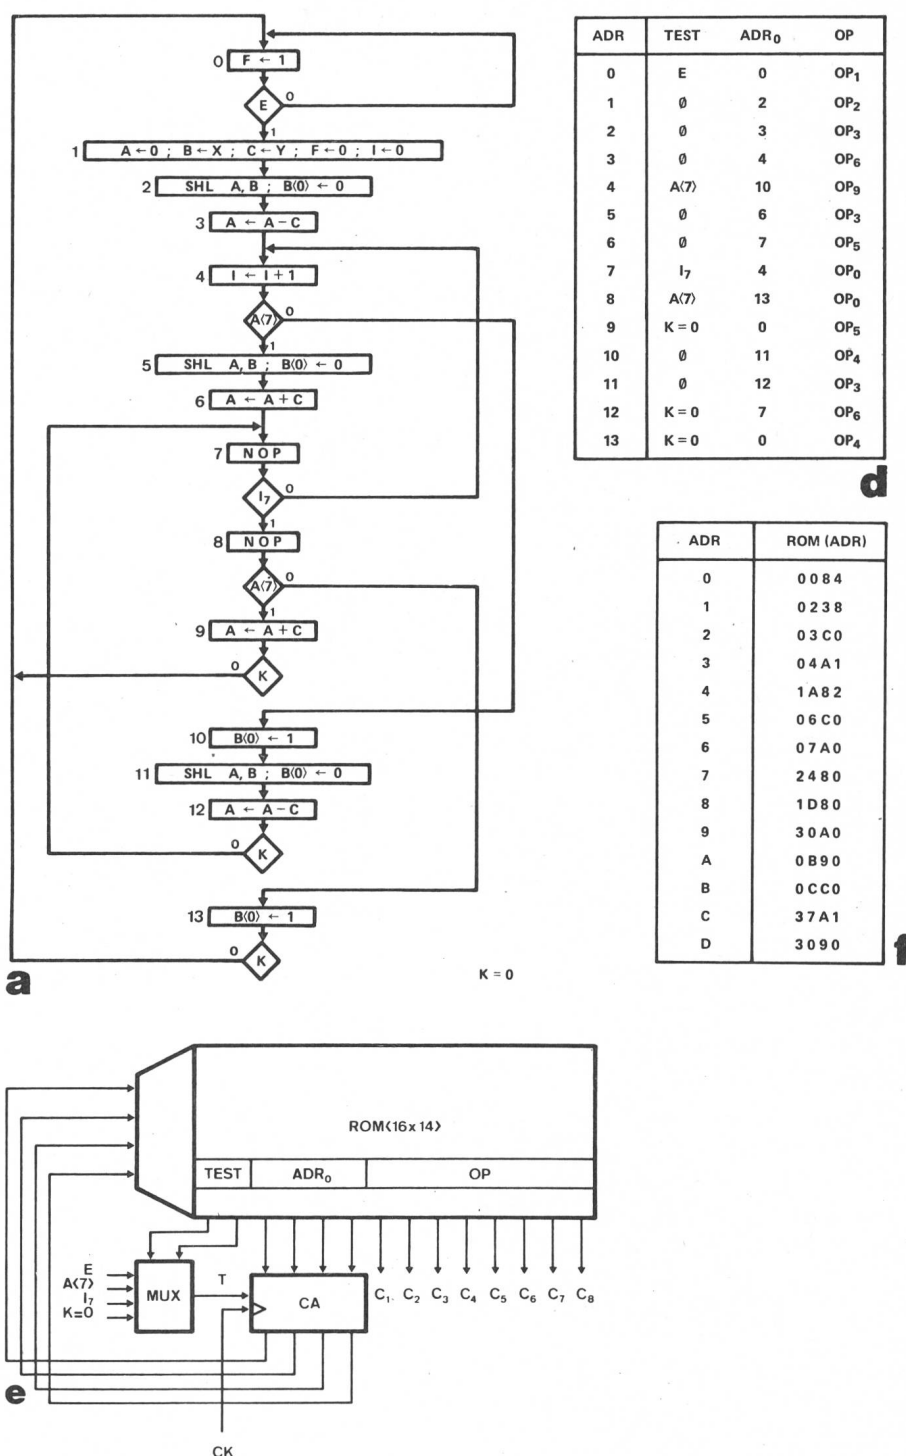 0 F ← 1
E 0
1
1 A ← 0 ; B ← X ; C ← Y ; F ← 0 ; I ← 0
2 SHL A, B ; B⟨0⟩ ← 0
3 A ← A − C
4 I ← I + 1
A⟨7⟩ 0
1
5 SHL A, B ; B⟨0⟩ ← 0
6 A ← A + C
7 NOP
I₇ 0
1
8 NOP
A⟨7⟩ 0
1
9 A ← A + C
0 K
10 B⟨0⟩ ← 1
11 SHL A, B ; B⟨0⟩ ← 0
12 A ← A − C
0 K
13 B⟨0⟩ ← 1
0 K
K = 0
a
ADR TEST ADR₀ OP
0 E 0 OP₁
1 ∅ 2 OP₂
2 ∅ 3 OP₃
3 ∅ 4 OP₆
4 A⟨7⟩ 10 OP₉
5 ∅ 6 OP₃
6 ∅ 7 OP₅
7 I₇ 4 OP₀
8 A⟨7⟩ 13 OP₀
9 K = 0 0 OP₅
10 ∅ 11 OP₄
11 ∅ 12 OP₃
12 K = 0 7 OP₆
13 K = 0 0 OP₄
d
ADR ROM (ADR)
0 0084
1 0238
2 03C0
3 04A1
4 1A82
5 06C0
6 07A0
7 2480
8 1D80
9 30A0
A 0B90
B 0CC0
C 37A1
D 3090
f
ROM⟨16x14⟩
TEST ADR₀ OP
E
A⟨7⟩
I₇
K=0
MUX
T
CA
C₁ C₂ C₃ C₄ C₅ C₆ C₇ C₈
CK
e